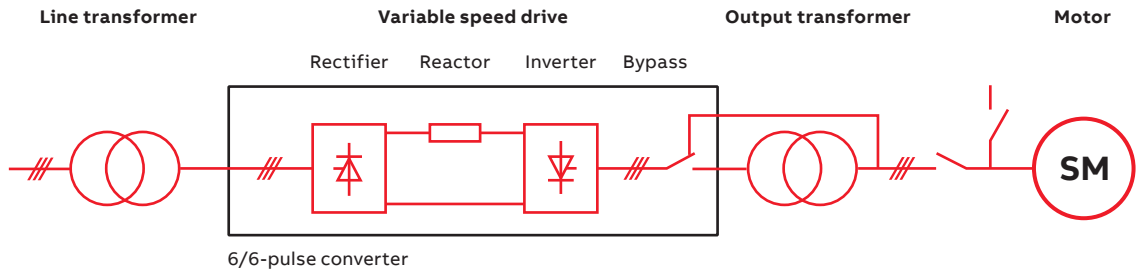 Line transformer
Variable speed drive
Output transformer
Motor
Rectifier
Reactor
Inverter
Bypass
SM
6/6-pulse converter